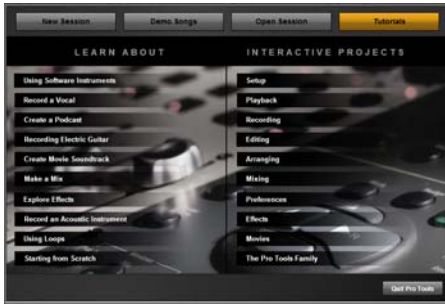 New Session
Demo Songs
Open Session
Tutorials
LEARN ABOUT
Using Software Instruments
Record a Vocal
Create a Podcast
Recording Electric Guitar
Create Movie Soundtrack
Make a Mix
Explore Effects
Record an Acoustic Instrument
Using Loops
Starting from Scratch
INTERACTIVE PROJECTS
Setup
Playback
Recording
Editing
Arranging
Mixing
Preferences
Effects
Movies
The Pro Tools Family
Quit Pro Tools